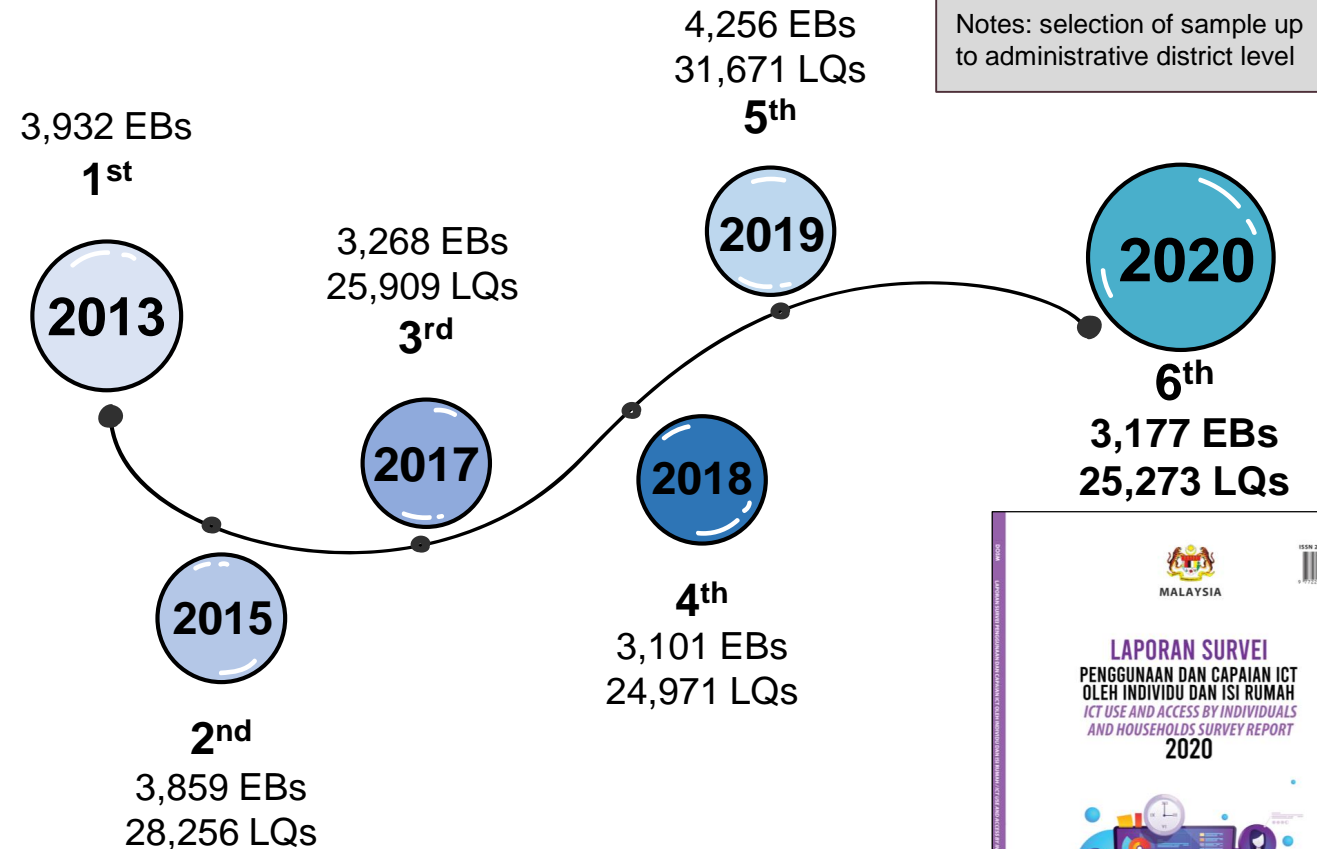 4,256 EBs
31,671 LQs
5th
Notes: selection of sample up
to administrative district level
3,932 EBs
1st
2013
3,268 EBs
25,909 LQs
3rd
2019
2020
2017
2018
6th
3,177 EBs
25,273 LQs
2015
4th
3,101 EBs
24,971 LQs
2nd
3,859 EBs
28,256 LQs
MALAYSIA
LAPORAN SURVEI
PENGGUNAAN DAN CAPAIAN ICT
OLEH INDIVIDU DAN ISI RUMAH
ICT USE AND ACCESS BY INDIVIDUALS
AND HOUSEHOLDS SURVEY REPORT
2020